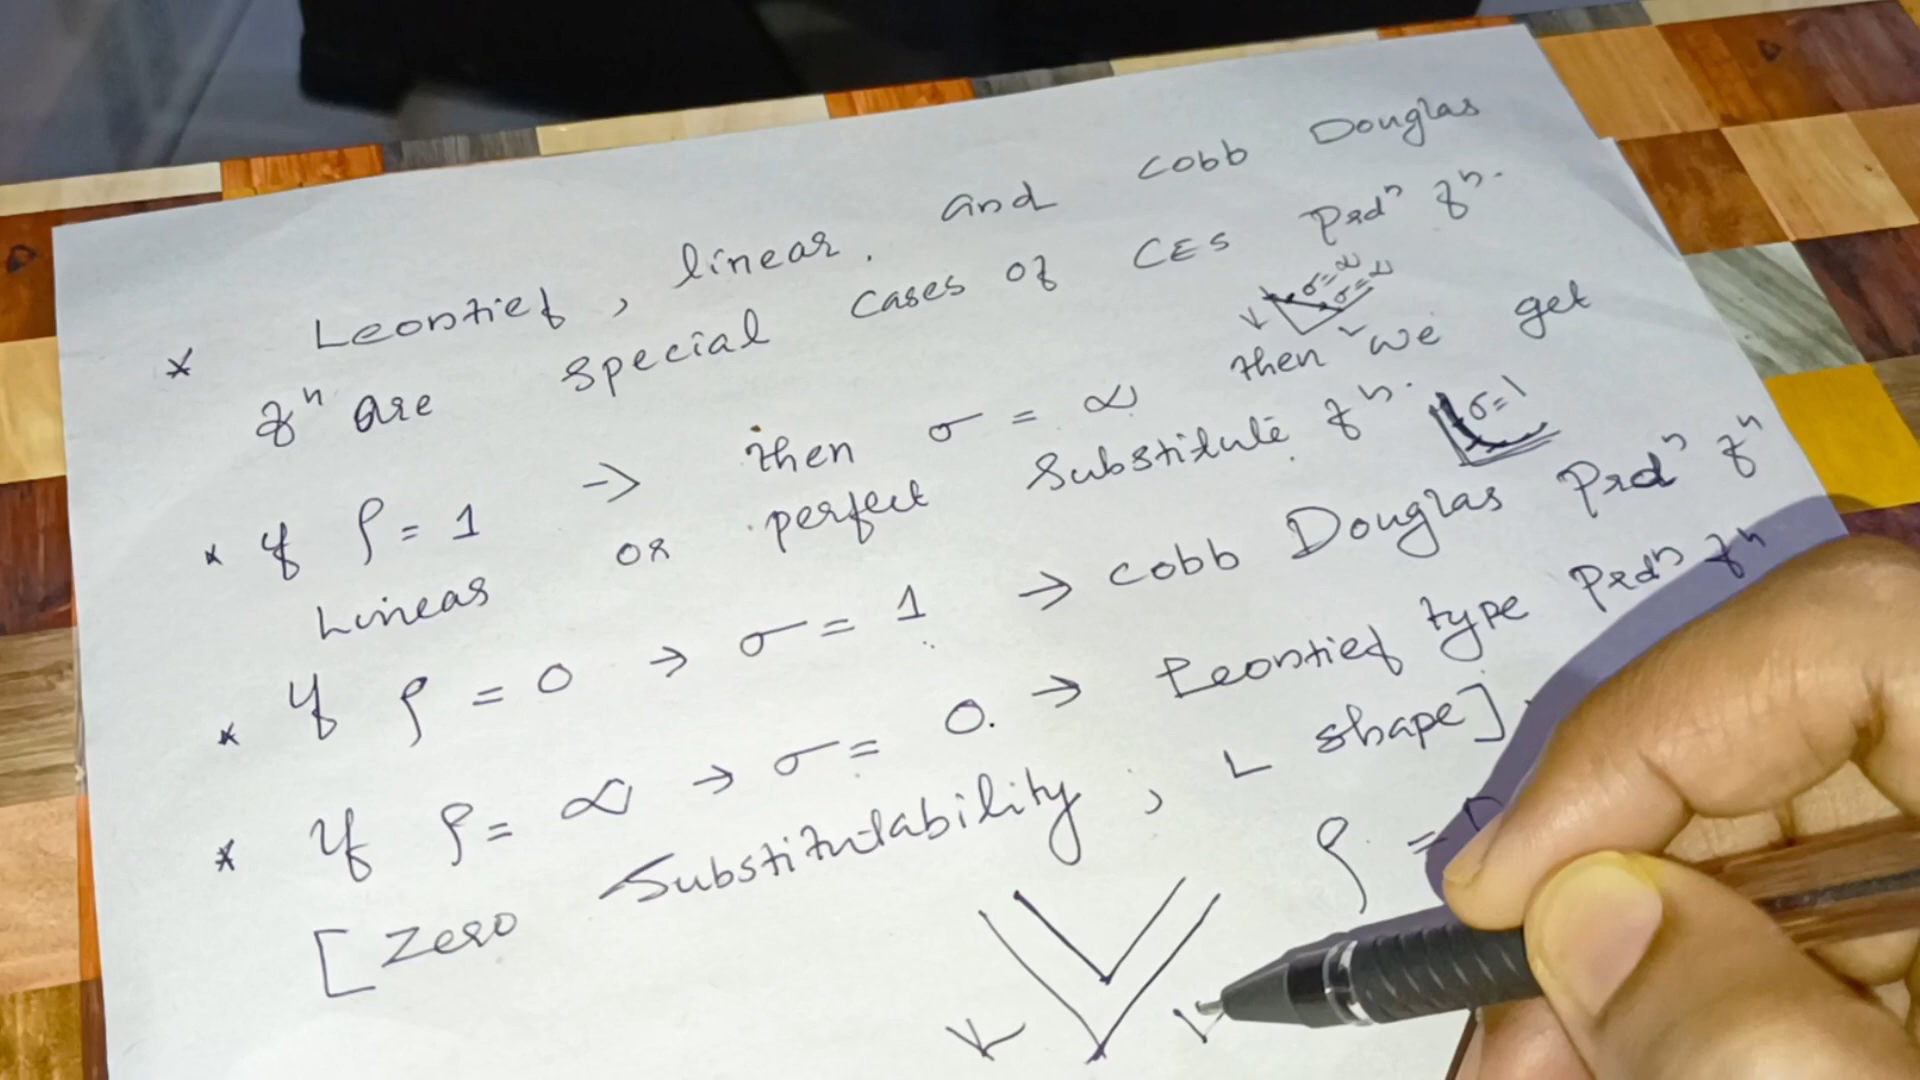 * Leontief, linear. and Cobb Douglas
fⁿ are special cases of CES Prdⁿ fⁿ.
K σ=∞ σ=∞ L
* If ρ = 1 → then σ = ∞ then we get
Linear or perfect Substitute fⁿ.
σ=1
* If ρ = 0 → σ = 1 → Cobb Douglas Prdⁿ fⁿ
* If ρ = ∞ → σ = 0. → Leontief type Prdⁿ fⁿ
[Zero Substitutability, L shape]
ρ =
K